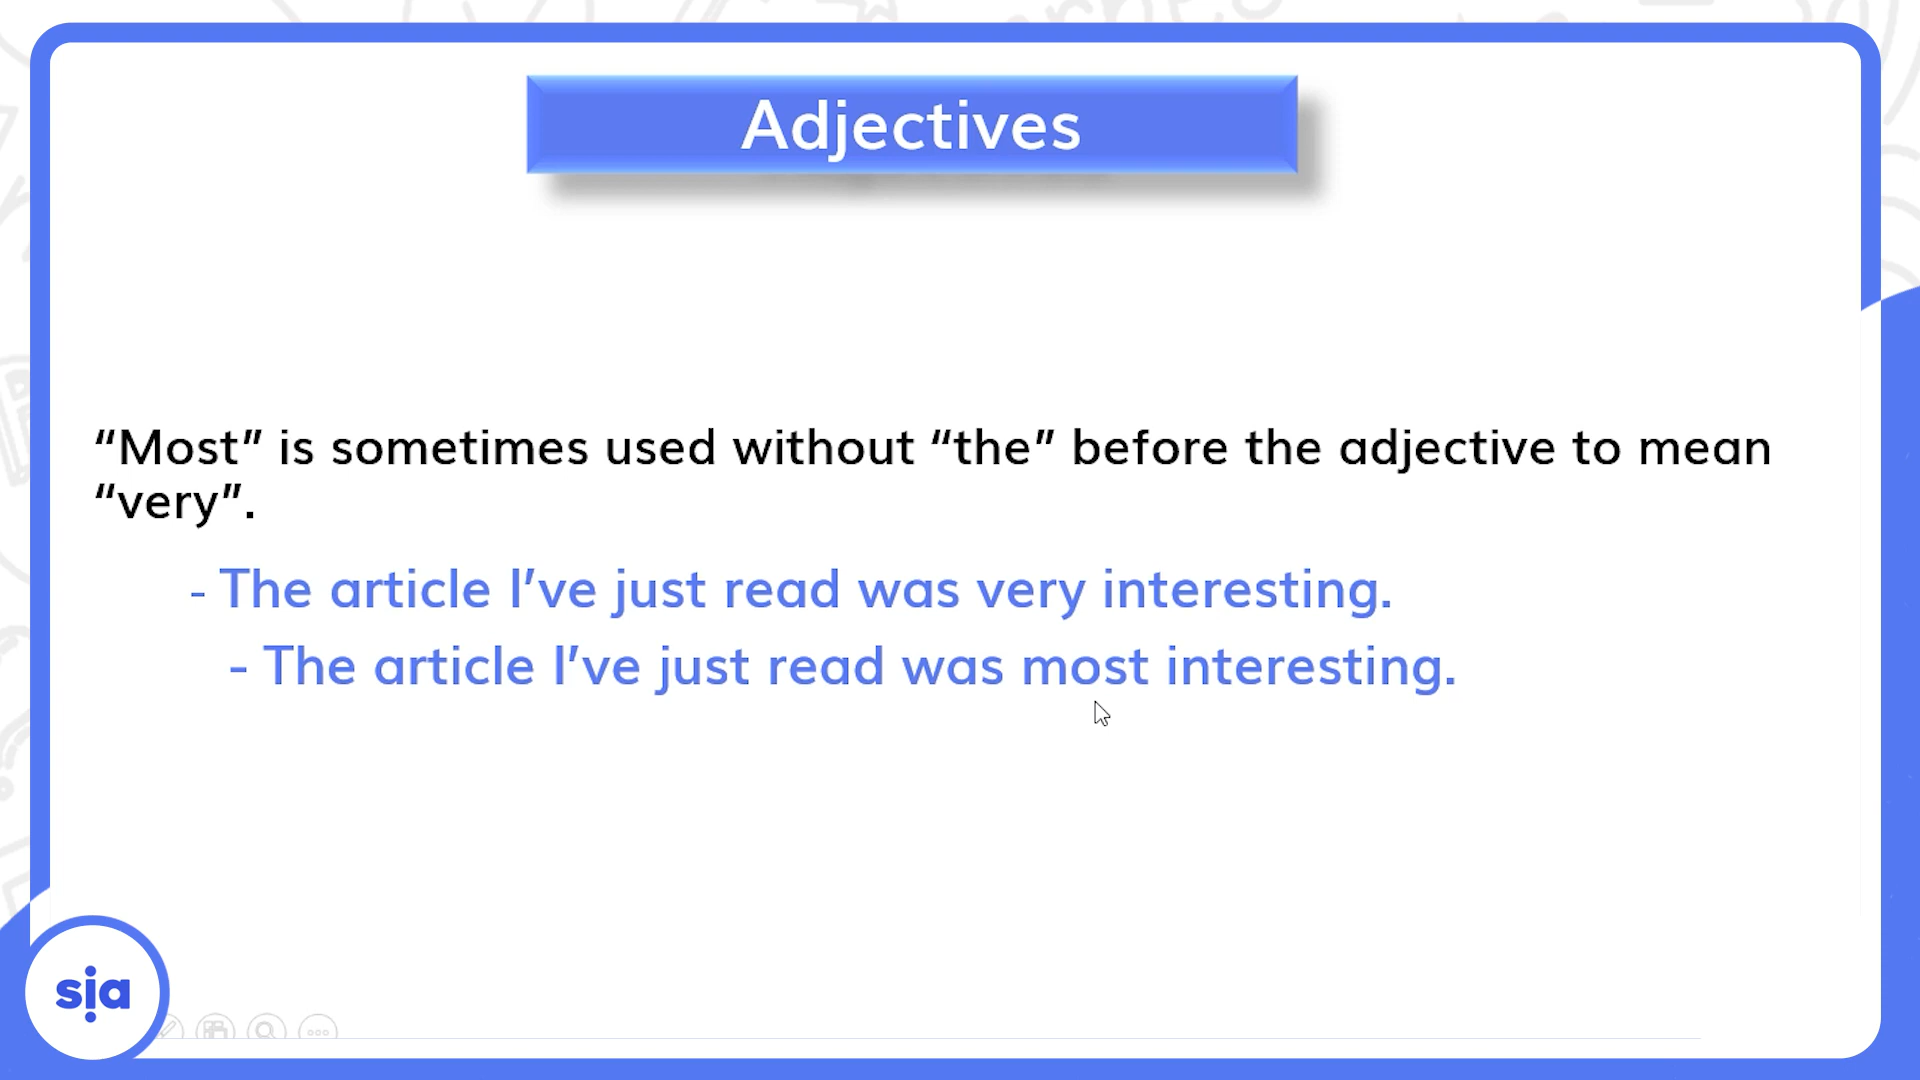 Adjectives
“Most” is sometimes used without “the” before the adjective to mean
“very”.
- The article I’ve just read was very interesting.
- The article I’ve just read was most interesting.
sia